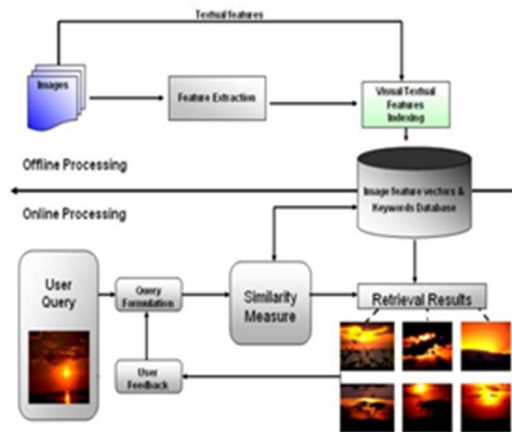 Textual features
Images
Feature Extraction
Visual Textual
Features
Indexing
Offline Processing
Image feature vectors &
Keywords Database
Online Processing
User
Query
Query
Formulation
Similarity
Measure
Retrieval Results
User
Feedback